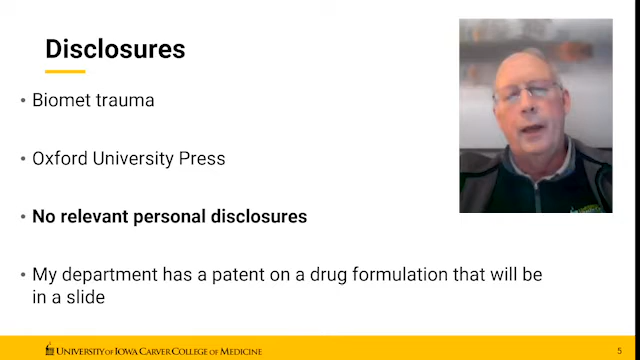 Disclosures
• Biomet trauma
• Oxford University Press
• No relevant personal disclosures
• My department has a patent on a drug formulation that will be
in a slide
UNIVERSITY OF IOWA CARVER COLLEGE OF MEDICINE
5